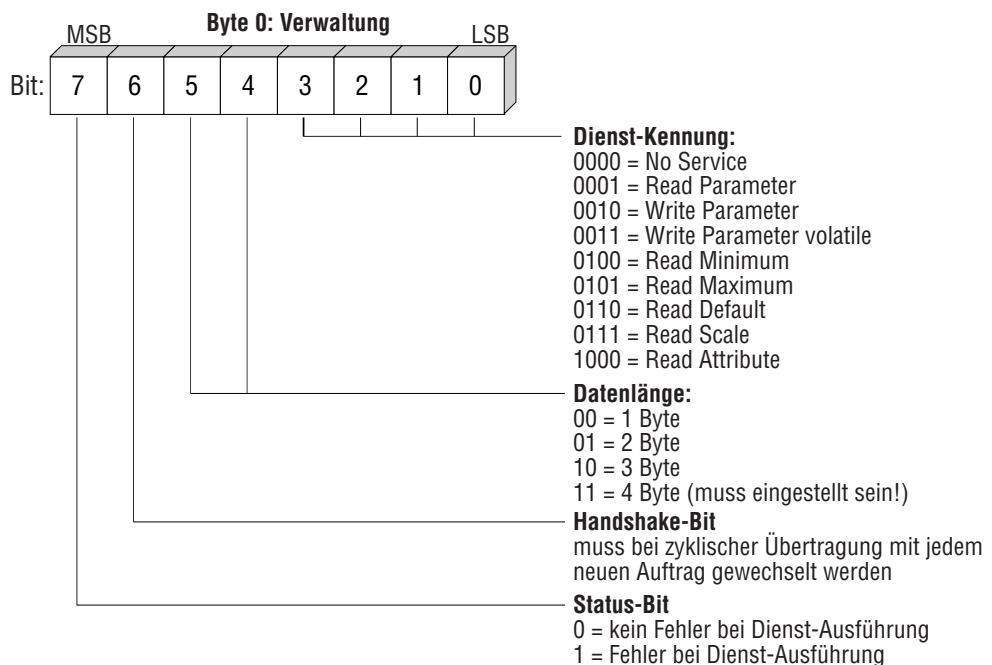 Byte 0: Verwaltung
MSB LSB
Bit: 7 6 5 4 3 2 1 0
Dienst-Kennung:
0000 = No Service
0001 = Read Parameter
0010 = Write Parameter
0011 = Write Parameter volatile
0100 = Read Minimum
0101 = Read Maximum
0110 = Read Default
0111 = Read Scale
1000 = Read Attribute
Datenlänge:
00 = 1 Byte
01 = 2 Byte
10 = 3 Byte
11 = 4 Byte (muss eingestellt sein!)
Handshake-Bit
muss bei zyklischer Übertragung mit jedem
neuen Auftrag gewechselt werden
Status-Bit
0 = kein Fehler bei Dienst-Ausführung
1 = Fehler bei Dienst-Ausführung